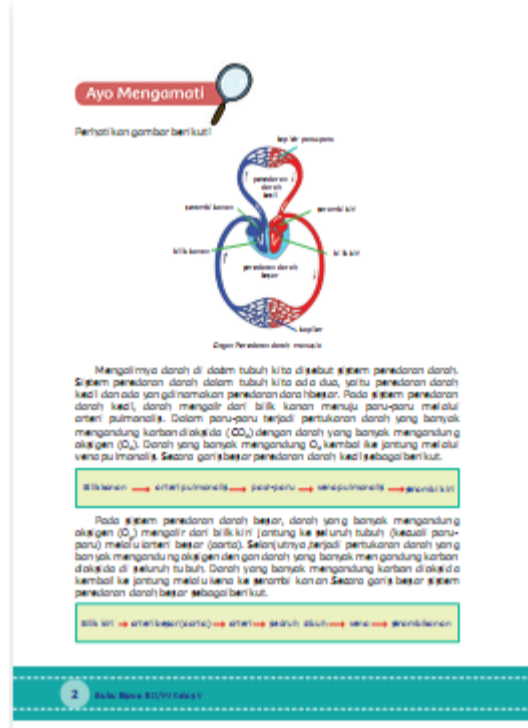 Ayo Mengamati
Perhatikan gambar berikut!
kapiler paru-paru
peredaran
darah
kecil
serambi kanan
serambi kiri
bilik kanan
bilik kiri
peredaran darah
besar
kapiler
Organ Peredaran darah manusia
Mengalirnya darah di dalam tubuh kita disebut sistem peredaran darah.
Sistem peredaran darah dalam tubuh kita ada dua, yaitu peredaran darah
kecil dan ada yang dinamakan peredaran darah besar. Pada sistem peredaran
darah kecil, darah mengalir dari bilik kanan menuju paru-paru melalui
arteri pulmonalis. Dalam paru-paru terjadi pertukaran darah yang banyak
mengandung karbondioksida (CO₂) dengan darah yang banyak mengandung
oksigen (O₂). Darah yang banyak mengandung O₂ kembali ke jantung melalui
vena pulmonalis. Secara garis besar peredaran darah kecil sebagai berikut.
Bilik kanan → arteri pulmonalis → paru-paru → vena pulmonalis → serambi kiri
Pada sistem peredaran darah besar, darah yang banyak mengandung
oksigen (O₂) mengalir dari bilik kiri jantung ke seluruh tubuh (kecuali paru-
paru) melalui arteri besar (aorta). Selanjutnya terjadi pertukaran darah yang
banyak mengandung oksigen dengan darah yang banyak mengandung karbon
dioksida di seluruh tubuh. Darah yang banyak mengandung karbon dioksida
kembali ke jantung melalui vena ke serambi kanan Secara garis besar sistem
peredaran darah besar sebagai berikut.
Bilik kiri → arteri besar (aorta) → arteri → seluruh tubuh → vena → serambi kanan
2
Buku Siswa SD/MI Kelas V